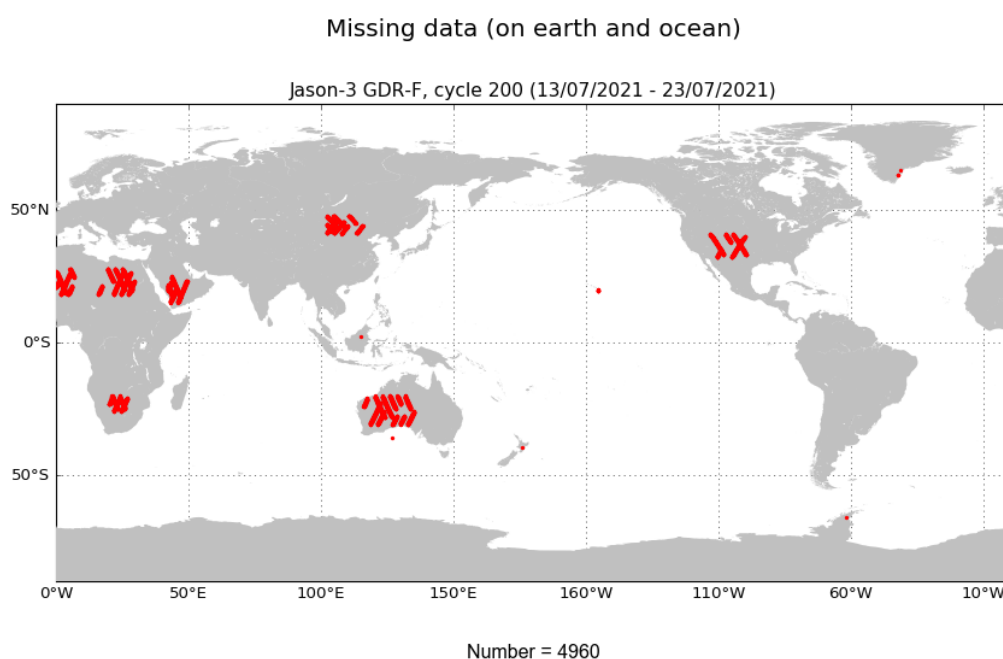 Missing data (on earth and ocean)
Jason-3 GDR-F, cycle 200 (13/07/2021 - 23/07/2021)
50°N
0°S
50°S
0°W 50°E 100°E 150°E 160°W 110°W 60°W 10°W
Number = 4960